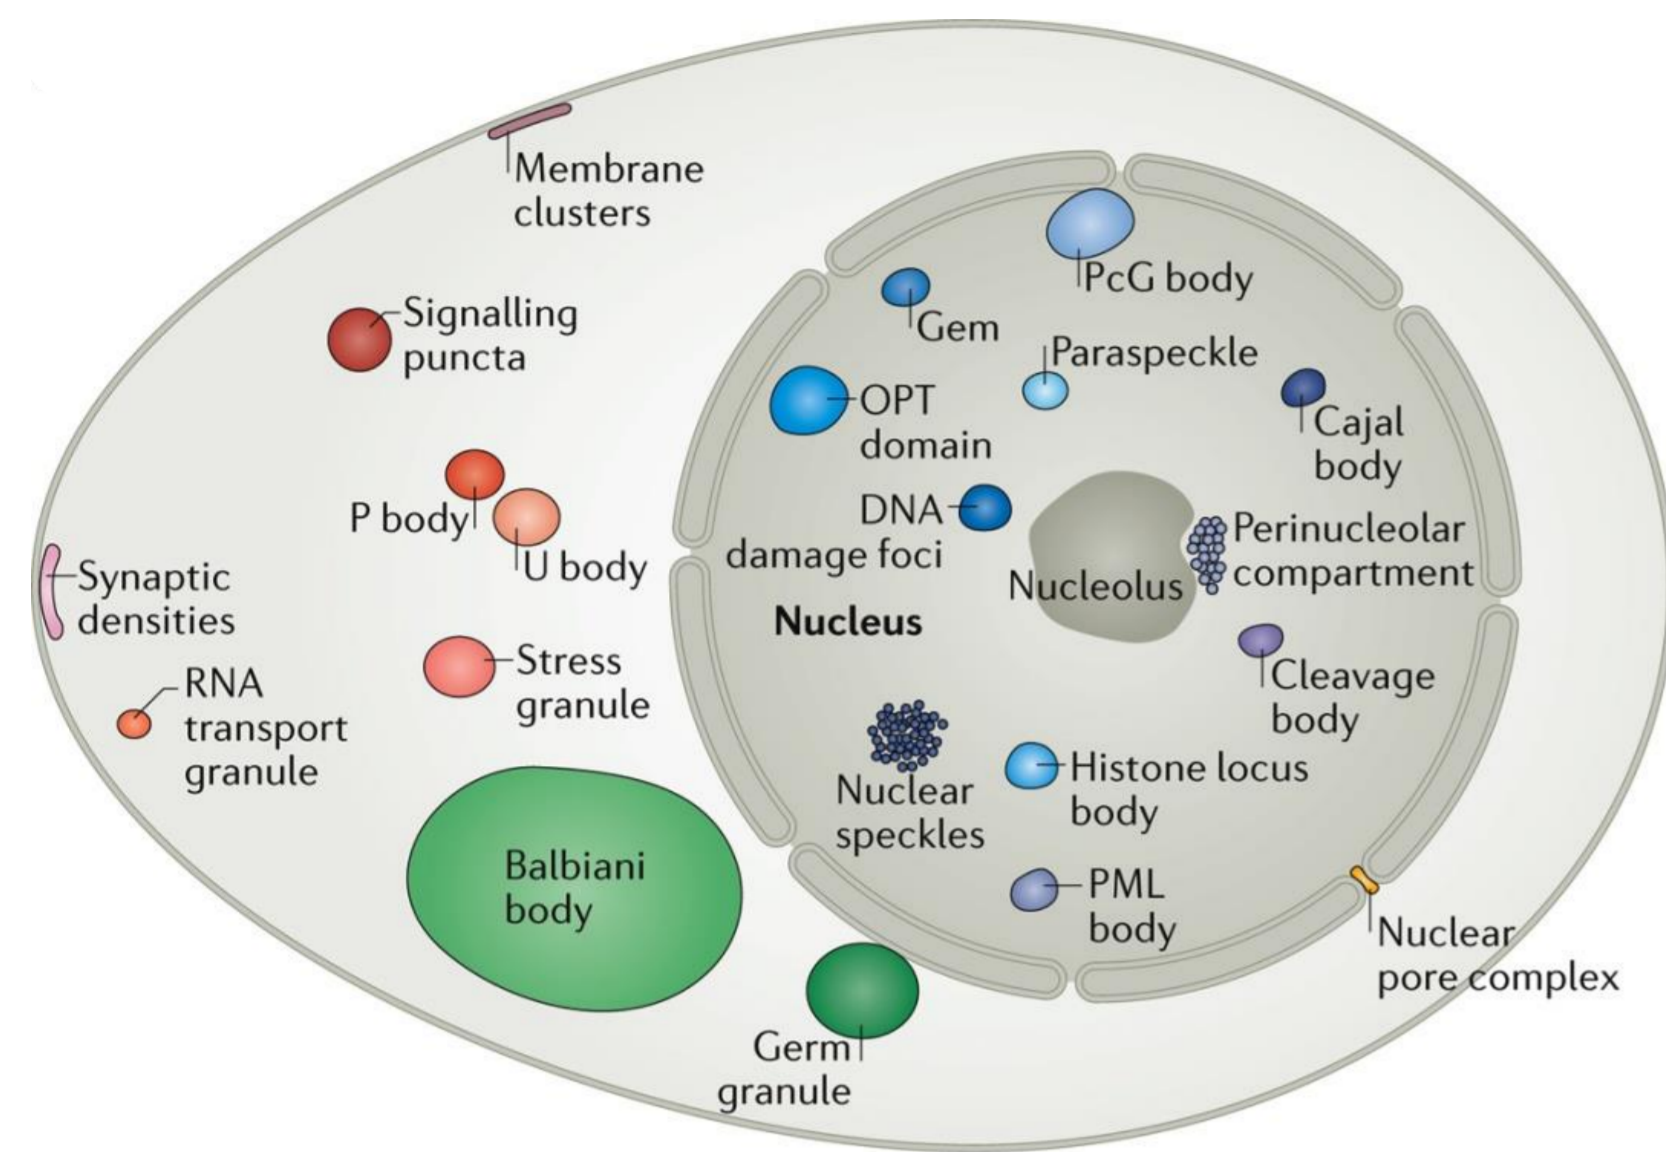 Membrane
clusters
Signalling
puncta
P body
U body
Synaptic
densities
RNA
transport
granule
Stress
granule
Balbiani
body
Germ
granule
PcG body
Gem
Paraspeckle
OPT
domain
Cajal
body
DNA
damage foci
Nucleolus
Perinucleolar
compartment
Nucleus
Cleavage
body
Nuclear
speckles
Histone locus
body
PML
body
Nuclear
pore complex